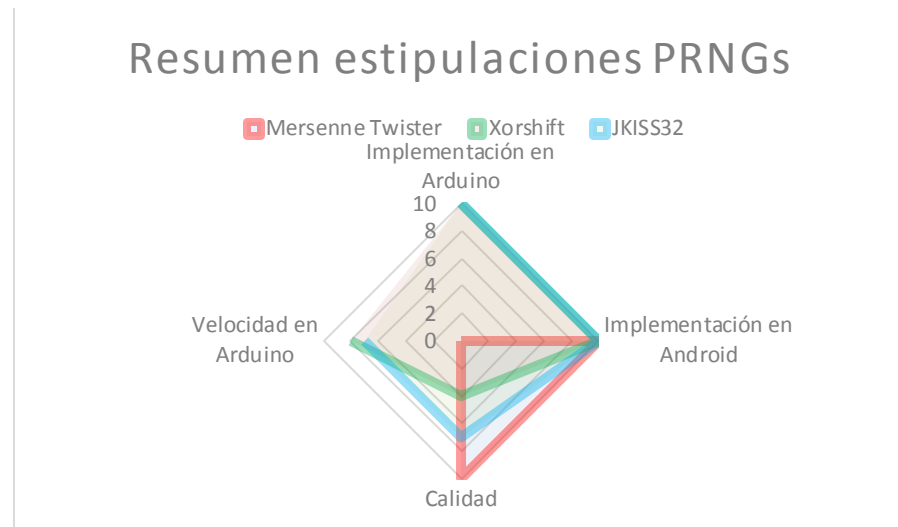 Resumen estipulaciones PRNGs
Mersenne Twister Xorshift JKISS32
Implementación en
Arduino
10
8
6
4
2
0
Velocidad en
Arduino
Implementación en
Android
Calidad